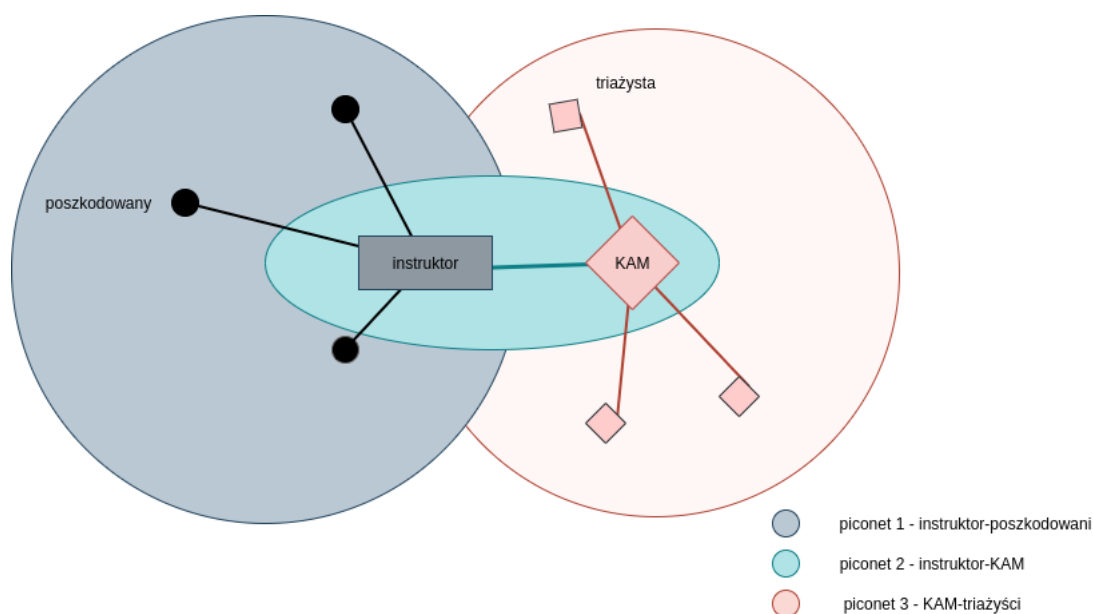 triażysta
poszkodowany
instruktor
KAM
piconet 1 - instruktor-poszkodowani
piconet 2 - instruktor-KAM
piconet 3 - KAM-triażyści